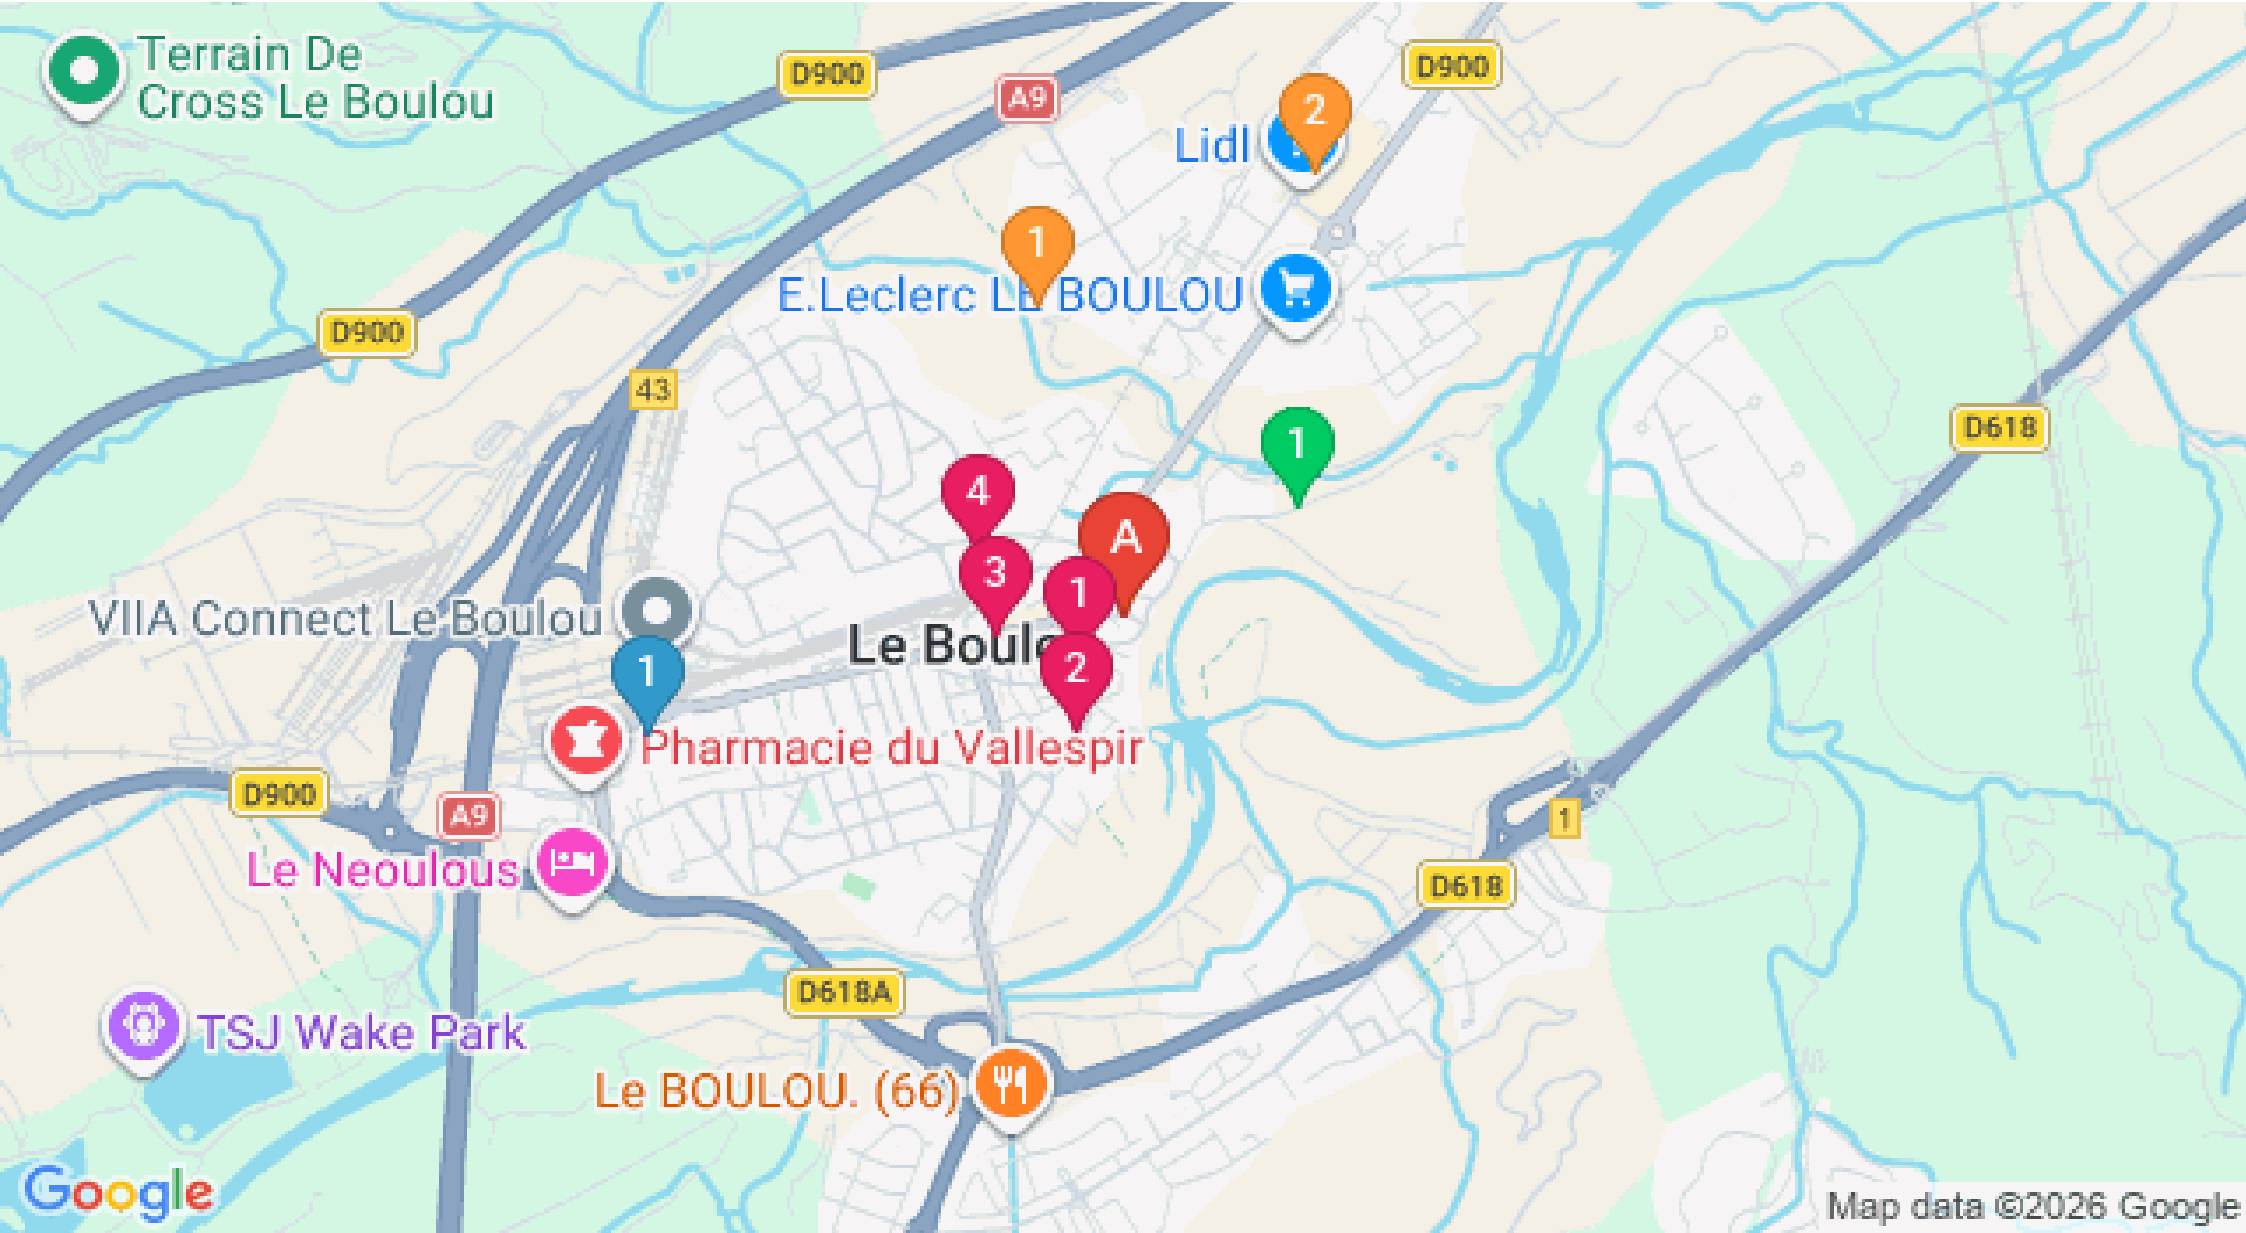 Terrain De
Cross Le Boulou
D900
A9
D900
2
Lidl
1
E.Leclerc LE BOULOU
D900
43
D618
1
4
A
3
1
VIIA Connect Le Boulou
Le Boulo
1
2
Pharmacie du Vallespir
D900
A9
1
Le Neoulous
D618
D618A
TSJ Wake Park
Le BOULOU. (66)
Google
Map data ©2026 Google